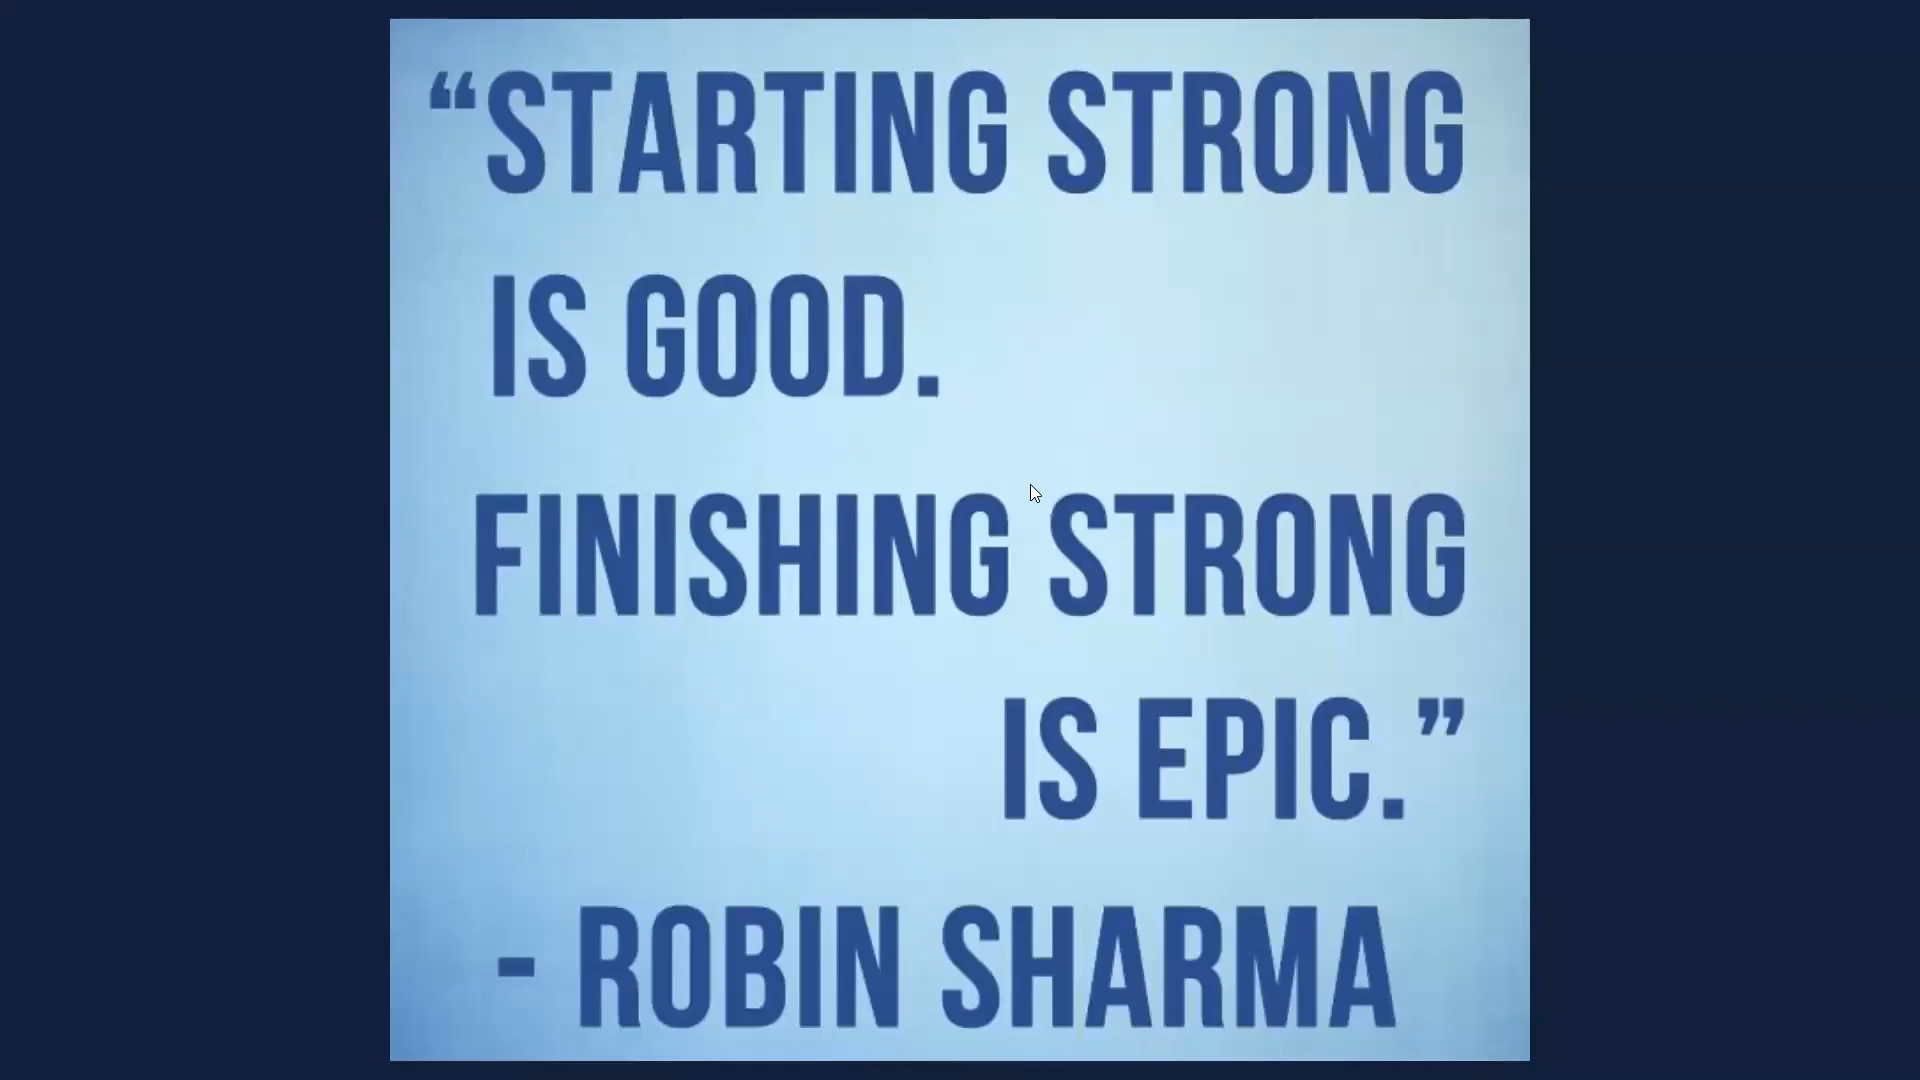 “STARTING STRONG
IS GOOD.
FINISHING STRONG
IS EPIC.”
- ROBIN SHARMA